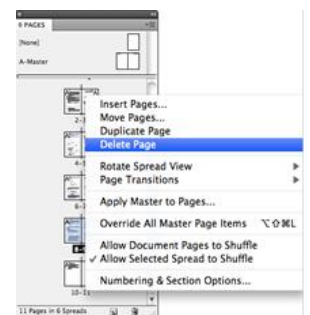 PAGES
[None]
A-Master
Insert Pages...
Move Pages...
Duplicate Page
Delete Page
Rotate Spread View
Page Transitions
Apply Master to Pages...
Override All Master Page Items ⌥⇧⌘L
Allow Document Pages to Shuffle
✓ Allow Selected Spread to Shuffle
Numbering & Section Options...
10-11
11 Pages in 6 Spreads